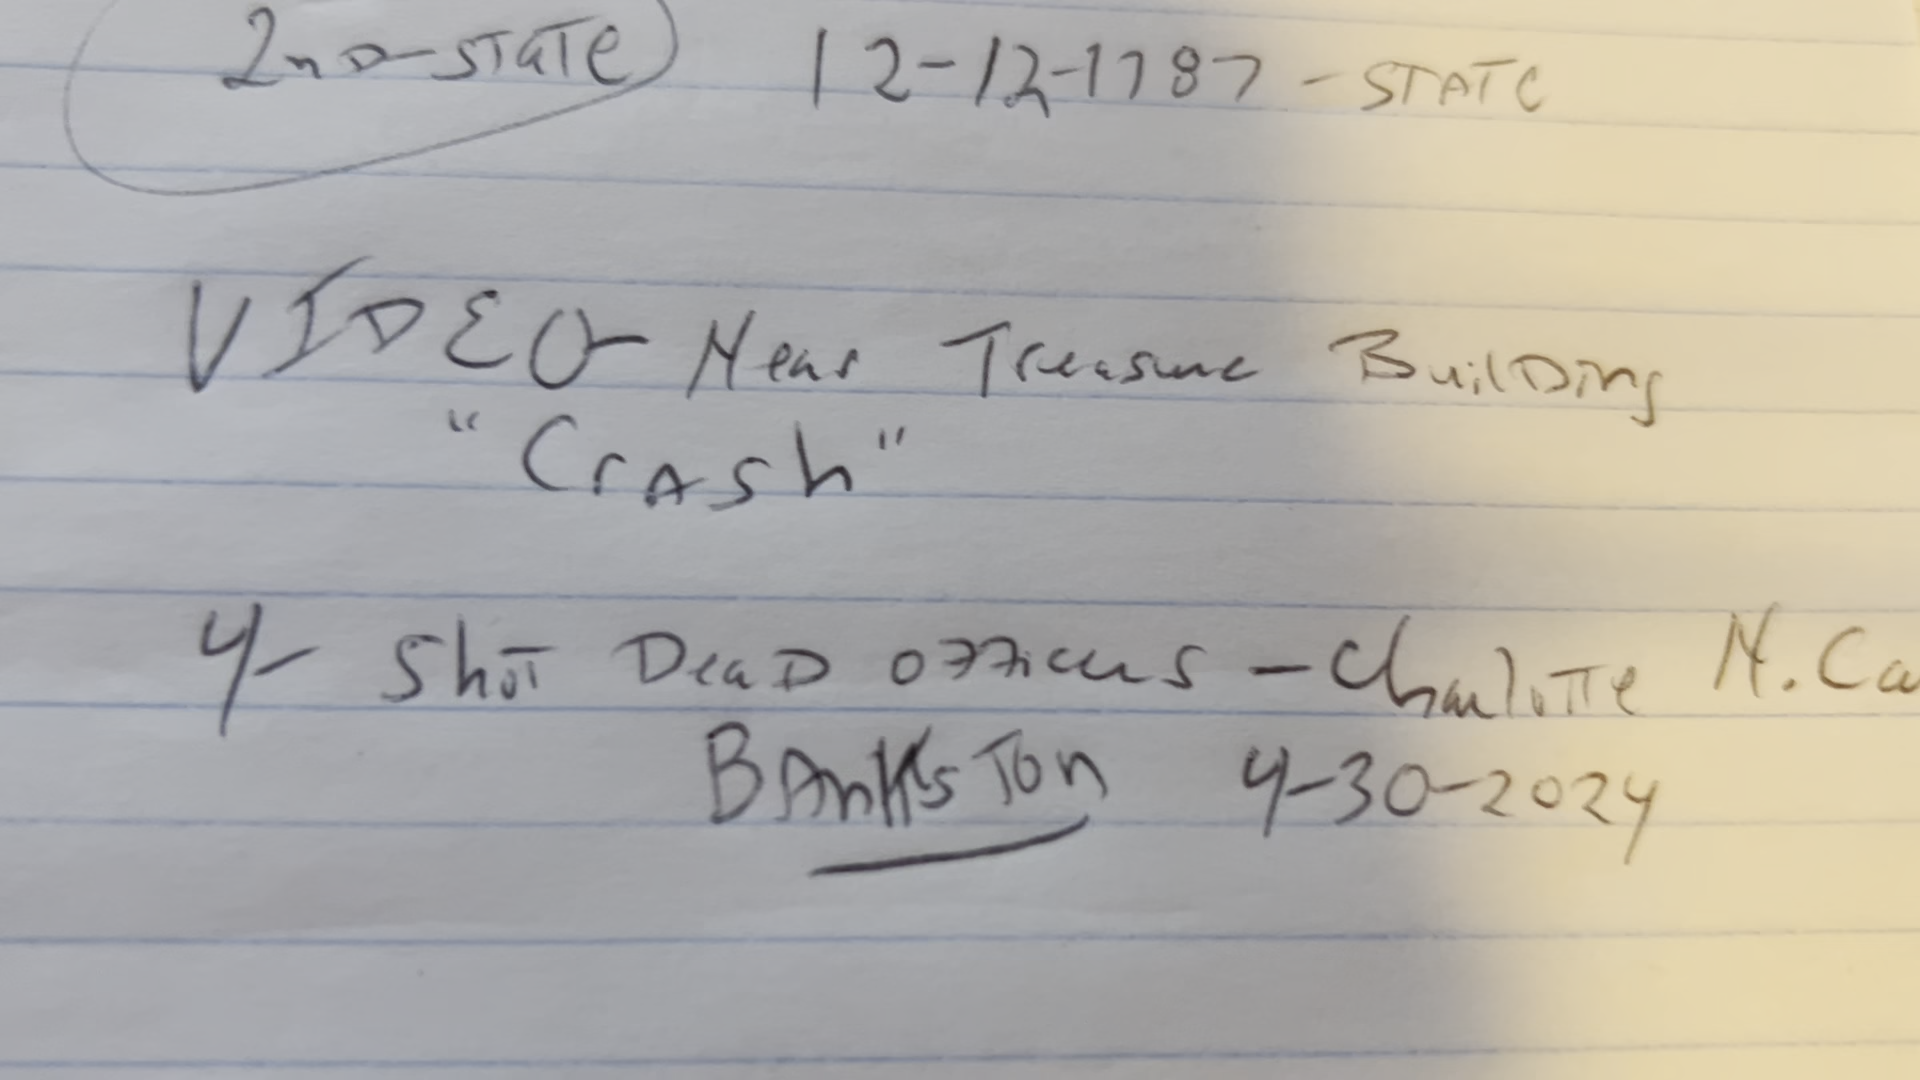 2nD-STATE 12-12-1787 - STATE
VIDEO - Near Treasure Building
"CrAsh"
4- Shot DeaD officers - Charlotte N. Ca
BAnKsTon 4-30-2024